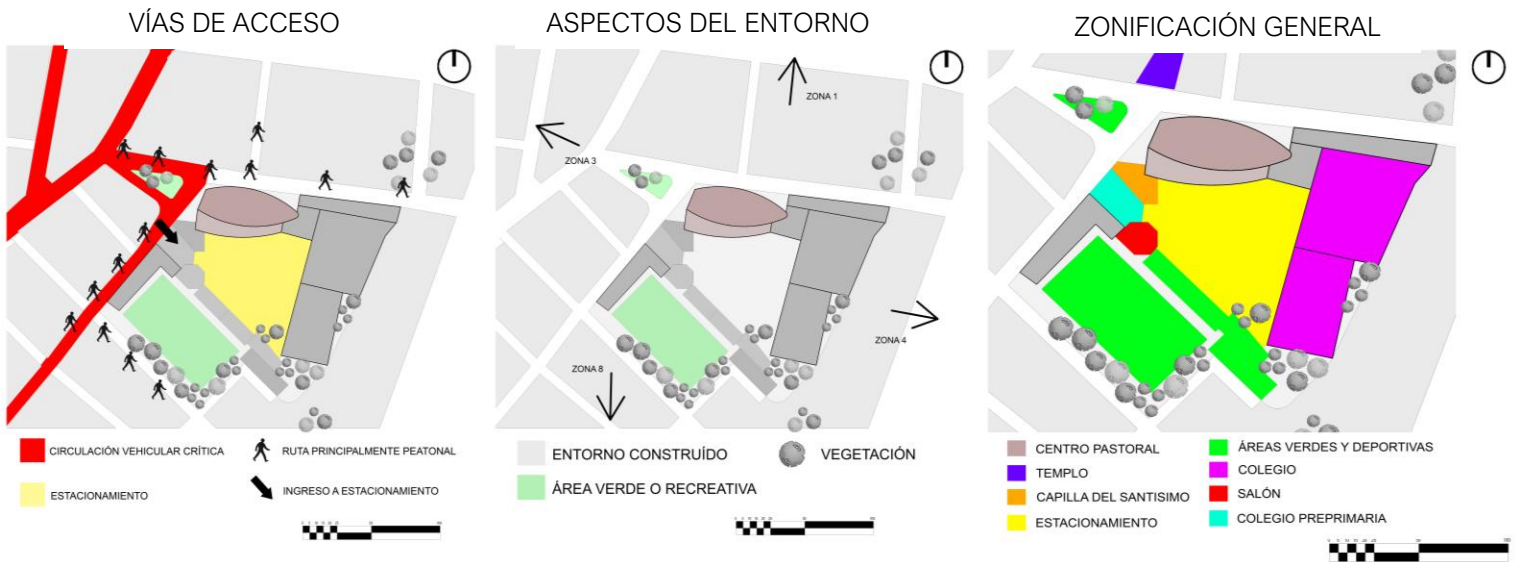 VÍAS DE ACCESO
CIRCULACIÓN VEHICULAR CRÍTICA
RUTA PRINCIPALMENTE PEATONAL
ESTACIONAMIENTO
INGRESO A ESTACIONAMIENTO
ASPECTOS DEL ENTORNO
ZONA 1
ZONA 3
ZONA 4
ZONA 8
ENTORNO CONSTRUÍDO
VEGETACIÓN
ÁREA VERDE O RECREATIVA
ZONIFICACIÓN GENERAL
CENTRO PASTORAL
TEMPLO
CAPILLA DEL SANTISIMO
ESTACIONAMIENTO
ÁREAS VERDES Y DEPORTIVAS
COLEGIO
SALÓN
COLEGIO PREPRIMARIA